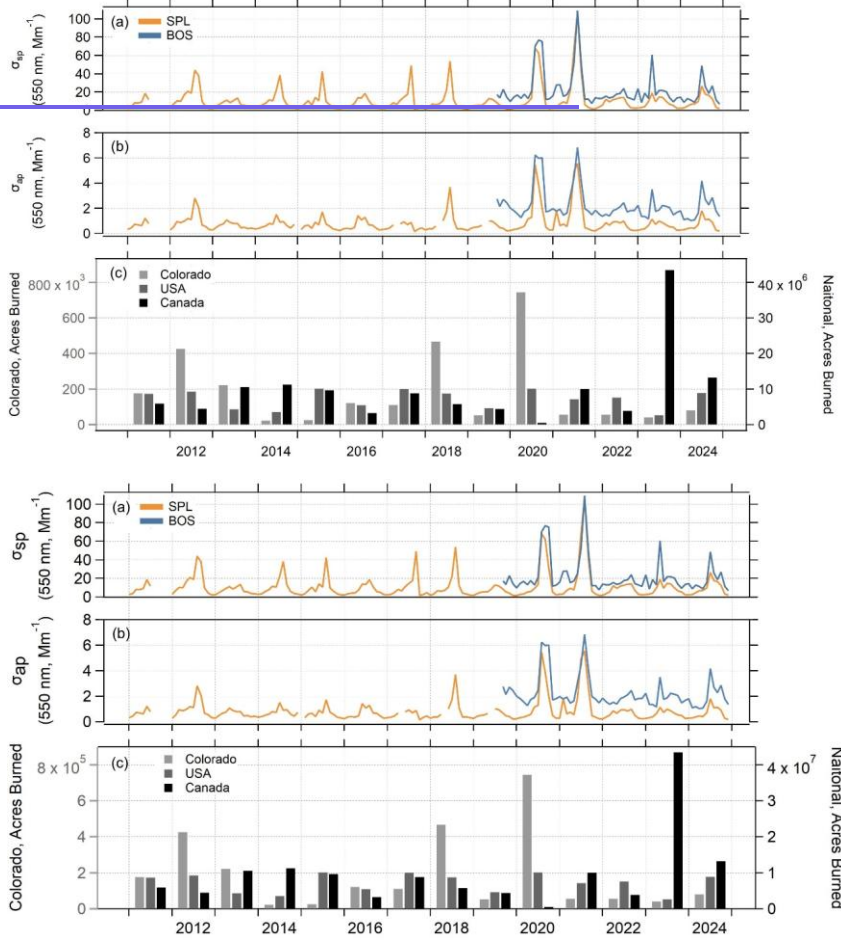 (a) SPL
BOS
σsp
(550 nm, Mm⁻¹)
100
80
60
40
20
0
(b)
σap
(550 nm, Mm⁻¹)
8
6
4
2
0
(c) Colorado
USA
Canada
Colorado, Acres Burned
800 x 10³
600
400
200
0
Naitonal, Acres Burned
40 x 10⁶
30
20
10
0
2012 2014 2016 2018 2020 2022 2024
(a) SPL
BOS
σsp
(550 nm, Mm⁻¹)
100
80
60
40
20
0
(b)
σap
(550 nm, Mm⁻¹)
8
6
4
2
0
(c) Colorado
USA
Canada
Colorado, Acres Burned
8 x 10⁵
6
4
2
0
Naitonal, Acres Burned
4 x 10⁷
3
2
1
0
2012 2014 2016 2018 2020 2022 2024